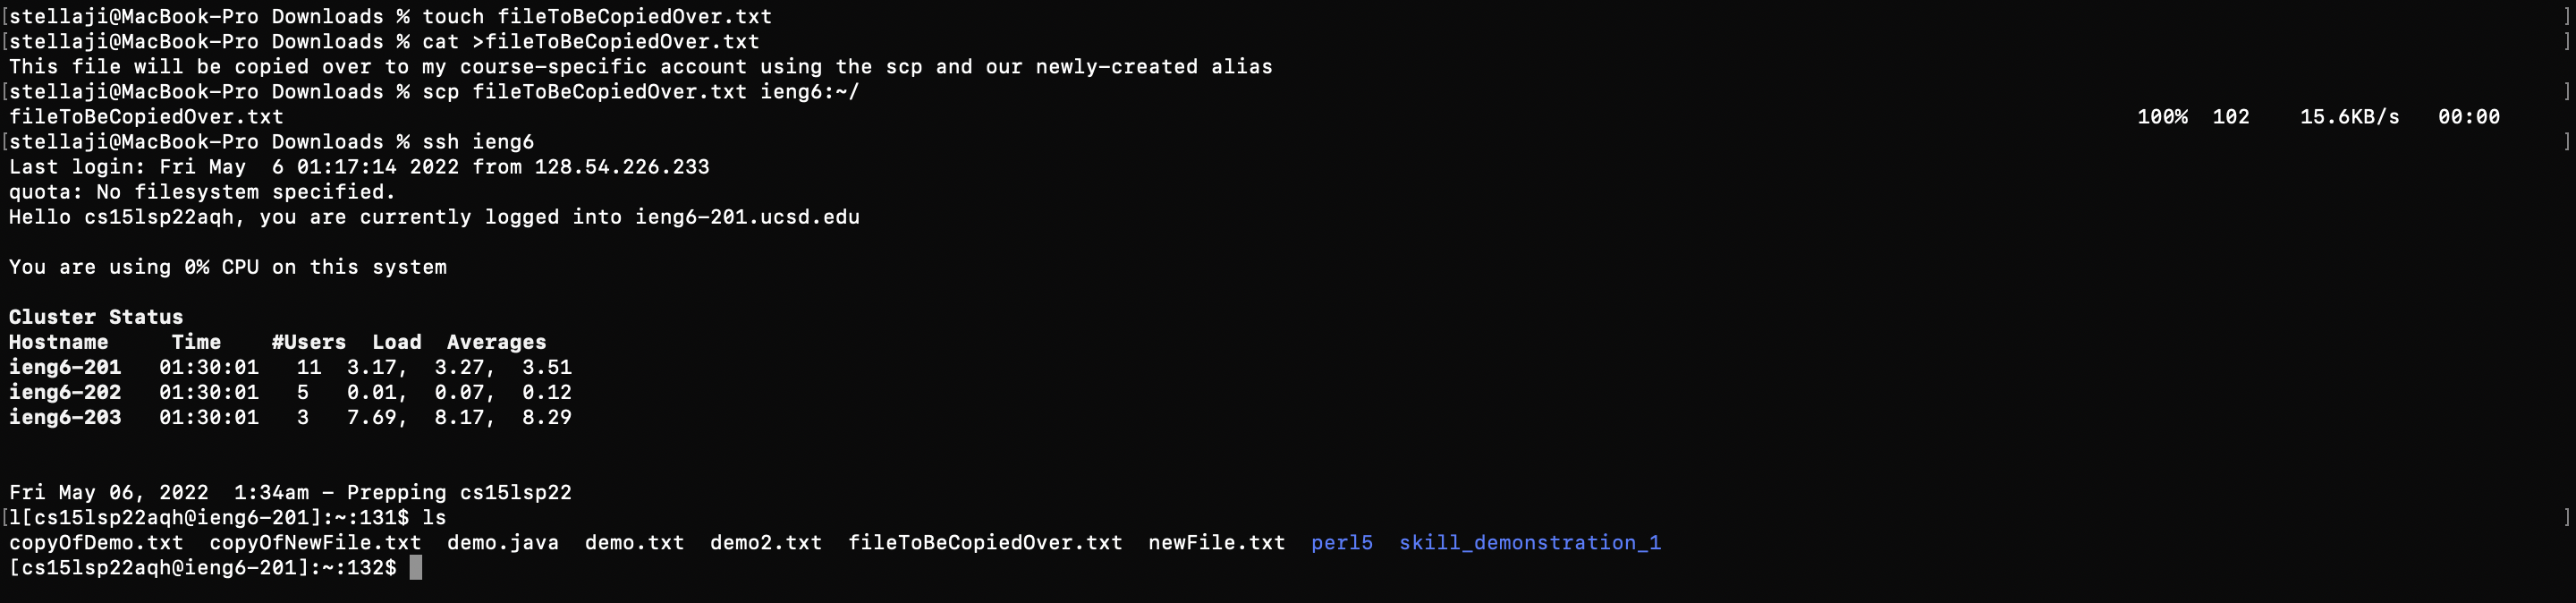 [stellaji@MacBook-Pro Downloads % touch fileToBeCopiedOver.txt ]
[stellaji@MacBook-Pro Downloads % cat >fileToBeCopiedOver.txt ]
This file will be copied over to my course-specific account using the scp and our newly-created alias
[stellaji@MacBook-Pro Downloads % scp fileToBeCopiedOver.txt ieng6:~/ ]
fileToBeCopiedOver.txt 100% 102 15.6KB/s 00:00
[stellaji@MacBook-Pro Downloads % ssh ieng6 ]
Last login: Fri May  6 01:17:14 2022 from 128.54.226.233
quota: No filesystem specified.
Hello cs15lsp22aqh, you are currently logged into ieng6-201.ucsd.edu
You are using 0% CPU on this system
Cluster Status
Hostname     Time    #Users  Load  Averages
ieng6-201   01:30:01   11  3.17,  3.27,  3.51
ieng6-202   01:30:01   5   0.01,  0.07,  0.12
ieng6-203   01:30:01   3   7.69,  8.17,  8.29
Fri May 06, 2022  1:34am - Prepping cs15lsp22
[l[cs15lsp22aqh@ieng6-201]:~:131$ ls ]
copyOfDemo.txt  copyOfNewFile.txt  demo.java  demo.txt  demo2.txt  fileToBeCopiedOver.txt  newFile.txt  perl5  skill_demonstration_1
[cs15lsp22aqh@ieng6-201]:~:132$